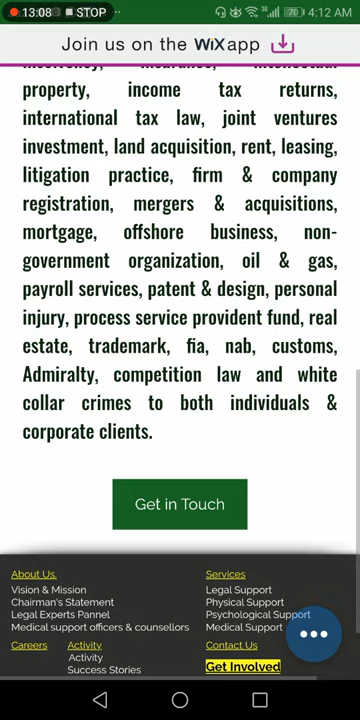 13:08 STOP
70 4:12 AM
Join us on the WiX app
insolvency, insurance, intellectual
property, income tax returns,
international tax law, joint ventures
investment, land acquisition, rent, leasing,
litigation practice, firm & company
registration, mergers & acquisitions,
mortgage, offshore business, non-
government organization, oil & gas,
payroll services, patent & design, personal
injury, process service provident fund, real
estate, trademark, fia, nab, customs,
Admiralty, competition law and white
collar crimes to both individuals &
corporate clients.
Get in Touch
About Us.
Vision & Mission
Chairman's Statement
Legal Experts Pannel
Medical support officers & counsellors
Careers
Activity
Activity
Success Stories
Services
Legal Support
Physical Support
Psychological Support
Medical Support
Contact Us
Get Involved